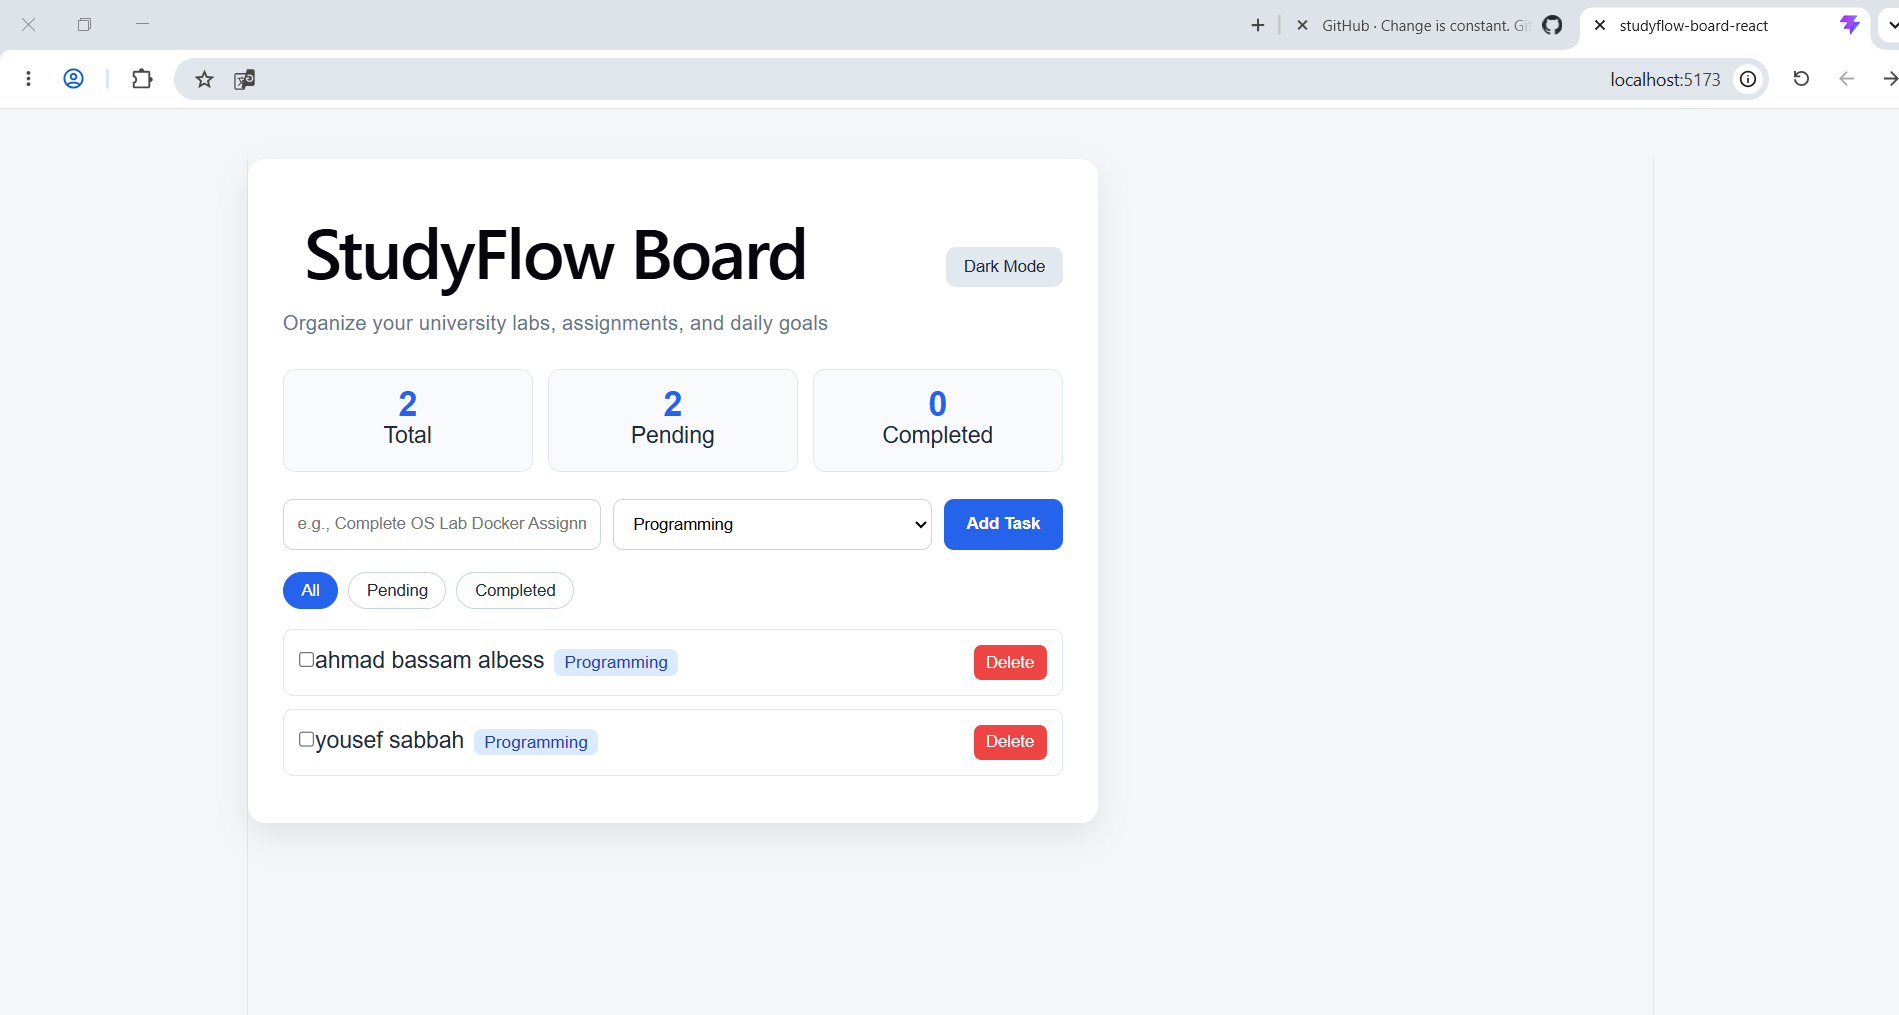 GitHub · Change is constant. Gi
studyflow-board-react
localhost:5173
StudyFlow Board
Dark Mode
Organize your university labs, assignments, and daily goals
2
Total
2
Pending
0
Completed
e.g., Complete OS Lab Docker Assignn
Programming
Add Task
All
Pending
Completed
ahmad bassam albess Programming
Delete
yousef sabbah Programming
Delete